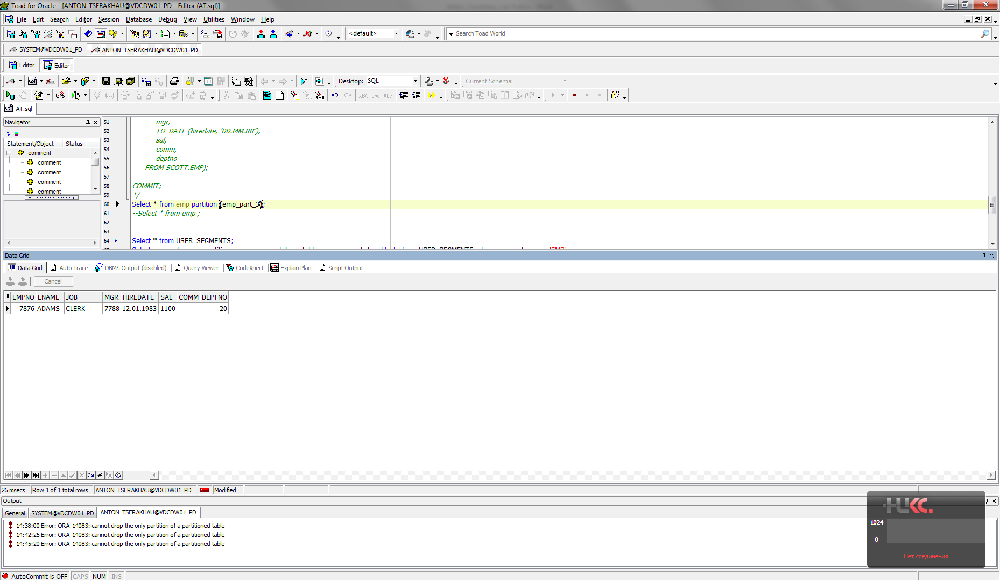 Toad for Oracle - [ANTON_TSERAKHAU@VDCDW01_PD - Editor (AT.sql)]
File Edit Search Editor Session Database Debug View Utilities Window Help
<default>
Search Toad World
SYSTEM@VDCDW01_PD ANTON_TSERAKHAU@VDCDW01_PD
Editor Editor
Desktop: SQL Current Schema:
AT.sql
Navigator
Statement/Object Status
comment
comment
comment
comment
comment
51 mgr,
52 TO_DATE (hiredate, 'DD.MM.RR'),
53 sal,
54 comm,
55 deptno
56 FROM SCOTT.EMP);
57
58 COMMIT;
59 */
60 Select * from emp partition (emp_part_3);
61 --Select * from emp ;
62
63
64 Select * from USER_SEGMENTS;
Data Grid
Data Grid Auto Trace DBMS Output (disabled) Query Viewer CodeXpert Explain Plan Script Output
Cancel
EMPNO ENAME JOB MGR HIREDATE SAL COMM DEPTNO
7876 ADAMS CLERK 7788 12.01.1983 1100 20
26 msecs Row 1 of 1 total rows ANTON_TSERAKHAU@VDCDW01_PD Modified
Output
General SYSTEM@VDCDW01_PD ANTON_TSERAKHAU@VDCDW01_PD
14:38:00 Error: ORA-14083: cannot drop the only partition of a partitioned table
14:42:25 Error: ORA-14083: cannot drop the only partition of a partitioned table
14:45:20 Error: ORA-14083: cannot drop the only partition of a partitioned table
1024
0
Нет соединения
AutoCommit is OFF CAPS NUM INS